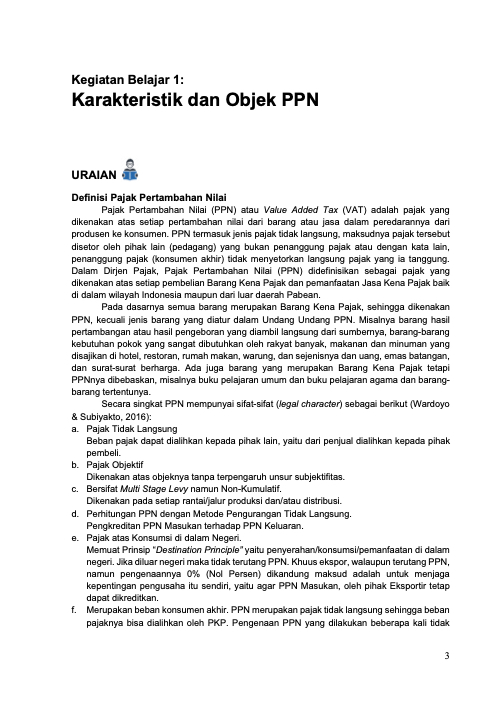 Kegiatan Belajar 1:
Karakteristik dan Objek PPN
URAIAN
Definisi Pajak Pertambahan Nilai
Pajak Pertambahan Nilai (PPN) atau Value Added Tax (VAT) adalah pajak yang
dikenakan atas setiap pertambahan nilai dari barang atau jasa dalam peredarannya dari
produsen ke konsumen. PPN termasuk jenis pajak tidak langsung, maksudnya pajak tersebut
disetor oleh pihak lain (pedagang) yang bukan penanggung pajak atau dengan kata lain,
penanggung pajak (konsumen akhir) tidak menyetorkan langsung pajak yang ia tanggung.
Dalam Dirjen Pajak, Pajak Pertambahan Nilai (PPN) didefinisikan sebagai pajak yang
dikenakan atas setiap pembelian Barang Kena Pajak dan pemanfaatan Jasa Kena Pajak baik
di dalam wilayah Indonesia maupun dari luar daerah Pabean.
Pada dasarnya semua barang merupakan Barang Kena Pajak, sehingga dikenakan
PPN, kecuali jenis barang yang diatur dalam Undang Undang PPN. Misalnya barang hasil
pertambangan atau hasil pengeboran yang diambil langsung dari sumbernya, barang-barang
kebutuhan pokok yang sangat dibutuhkan oleh rakyat banyak, makanan dan minuman yang
disajikan di hotel, restoran, rumah makan, warung, dan sejenisnya dan uang, emas batangan,
dan surat-surat berharga. Ada juga barang yang merupakan Barang Kena Pajak tetapi
PPNnya dibebaskan, misalnya buku pelajaran umum dan buku pelajaran agama dan barang-
barang tertentunya.
Secara singkat PPN mempunyai sifat-sifat (legal character) sebagai berikut (Wardoyo
& Subiyakto, 2016):
a. Pajak Tidak Langsung
Beban pajak dapat dialihkan kepada pihak lain, yaitu dari penjual dialihkan kepada pihak
pembeli.
b. Pajak Objektif
Dikenakan atas objeknya tanpa terpengaruh unsur subjektifitas.
c. Bersifat Multi Stage Levy namun Non-Kumulatif.
Dikenakan pada setiap rantai/jalur produksi dan/atau distribusi.
d. Perhitungan PPN dengan Metode Pengurangan Tidak Langsung.
Pengkreditan PPN Masukan terhadap PPN Keluaran.
e. Pajak atas Konsumsi di dalam Negeri.
Memuat Prinsip "Destination Principle" yaitu penyerahan/konsumsi/pemanfaatan di dalam
negeri. Jika diluar negeri maka tidak terutang PPN. Khuus ekspor, walaupun terutang PPN,
namun pengenaannya 0% (Nol Persen) dikandung maksud adalah untuk menjaga
kepentingan pengusaha itu sendiri, yaitu agar PPN Masukan, oleh pihak Eksportir tetap
dapat dikreditkan.
f. Merupakan beban konsumen akhir. PPN merupakan pajak tidak langsung sehingga beban
pajaknya bisa dialihkan oleh PKP. Pengenaan PPN yang dilakukan beberapa kali tidak
3